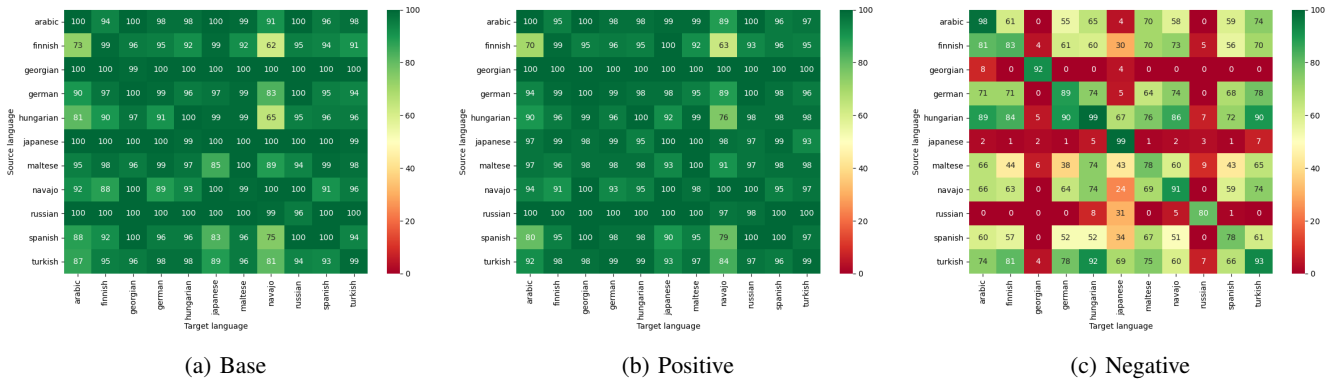 Source language
arabic 100 94 100 98 98 100 99 91 100 96 98
finnish 73 99 96 95 92 99 92 62 95 94 91
georgian 100 100 99 100 100 100 100 100 100 100 100
german 90 97 100 99 96 97 99 83 100 95 94
hungarian 81 90 97 91 100 99 99 65 95 96 96
japanese 100 100 100 99 100 100 100 100 100 100 99
maltese 95 98 96 99 96 85 100 89 94 99 98
navajo 92 88 100 89 93 100 99 100 100 91 96
russian 100 100 100 100 100 100 100 99 96 100 100
spanish 88 92 100 96 96 83 96 75 100 100 94
turkish 87 95 96 98 98 89 96 81 94 93 99
arabic finnish georgian german hungarian japanese maltese navajo russian spanish turkish
Target language
100
80
60
40
20
0
(a) Base
Source language
arabic 100 95 100 98 98 100 99 89 100 96 97
finnish 70 99 95 96 95 100 92 63 93 96 95
georgian 100 100 100 100 100 100 100 100 100 100 100
german 94 99 100 99 98 98 95 89 100 98 96
hungarian 90 94 99 96 100 92 99 76 98 98 98
japanese 97 99 98 99 95 100 100 98 97 99 93
maltese 97 96 98 98 98 93 100 91 97 98 98
navajo 94 91 100 93 95 100 98 100 100 95 97
russian 100 100 100 100 100 100 100 89 97 100 100
spanish 80 95 100 98 98 90 95 79 100 100 95
turkish 92 98 98 98 99 93 97 84 97 96 99
arabic finnish georgian german hungarian japanese maltese navajo russian spanish turkish
Target language
100
80
60
40
20
0
(b) Positive
Source language
arabic 98 61 0 55 65 4 70 58 0 59 74
finnish 81 83 4 61 60 30 70 73 5 56 70
georgian 8 0 92 0 0 4 0 0 0 0 0
german 71 71 0 89 74 5 64 74 0 68 78
hungarian 89 84 5 90 99 67 76 86 7 72 90
japanese 2 1 1 1 5 99 1 2 3 1 7
maltese 66 44 6 38 74 43 78 60 9 43 65
navajo 66 63 0 64 74 24 69 91 0 59 74
russian 0 0 0 0 8 31 0 5 80 1 0
spanish 60 57 0 52 52 34 67 51 0 78 61
turkish 74 81 4 78 92 69 75 60 7 66 93
arabic finnish georgian german hungarian japanese maltese navajo russian spanish turkish
Target language
100
80
60
40
20
0
(c) Negative